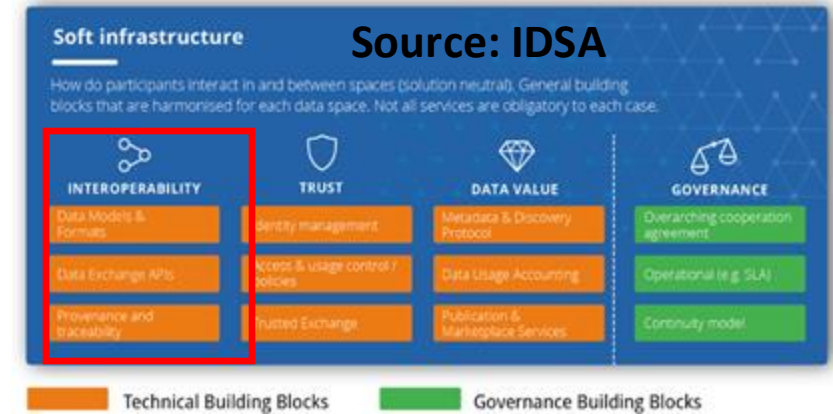 Soft infrastructure
Source: IDSA
How do participants interact in and between spaces (solution neutral). General building
blocks that are harmonised for each data space. Not all services are obligatory to each case.
INTEROPERABILITY
TRUST
DATA VALUE
GOVERNANCE
Data Models &
Formats
Identity management
Metadata & Discovery
Protocol
Overarching cooperation
agreement
Data Exchange APIs
Access & usage control /
policies
Data Usage Accounting
Operational (e.g. SLA)
Provenance and
traceability
Trusted Exchange
Publication &
Marketplace Services
Continuity model
Technical Building Blocks
Governance Building Blocks